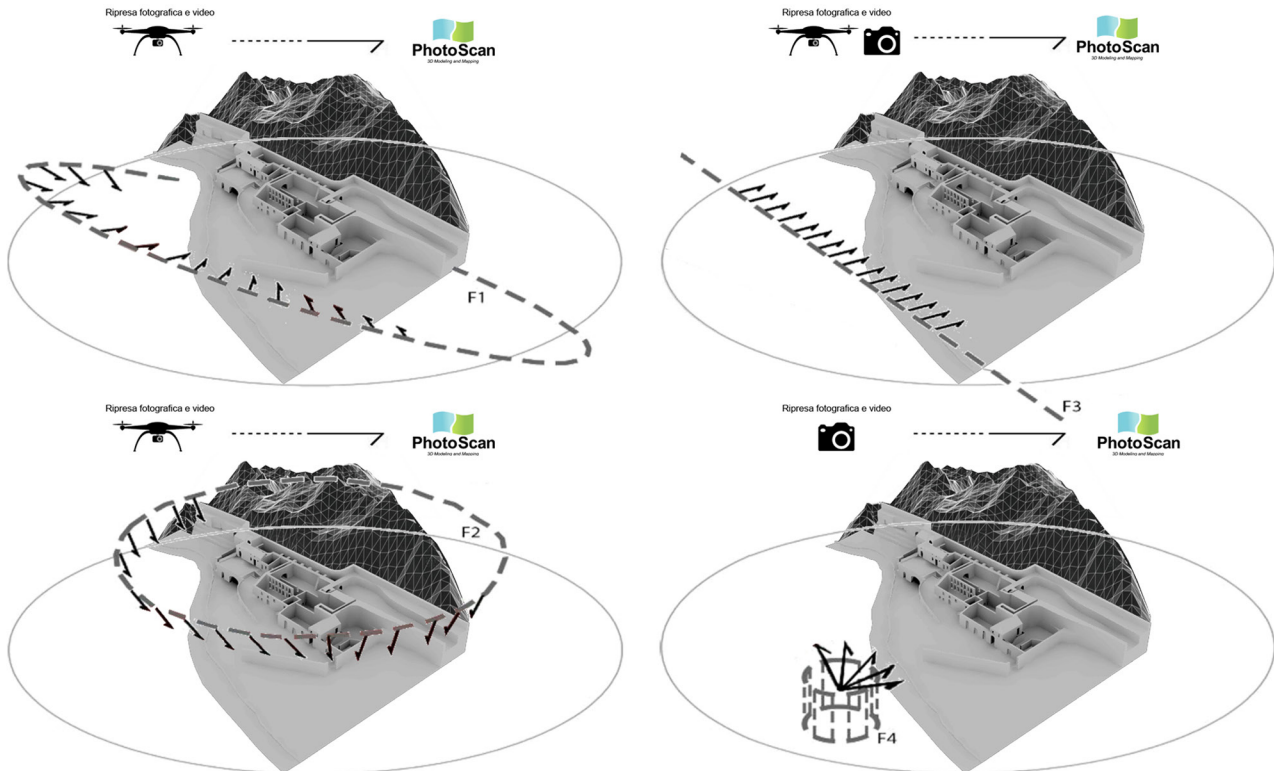 Ripresa fotografica e video
PhotoScan
3D Modeling and Mapping
F1
Ripresa fotografica e video
PhotoScan
3D Modeling and Mapping
F3
Ripresa fotografica e video
PhotoScan
3D Modeling and Mapping
F2
Ripresa fotografica e video
PhotoScan
3D Modeling and Mapping
F4